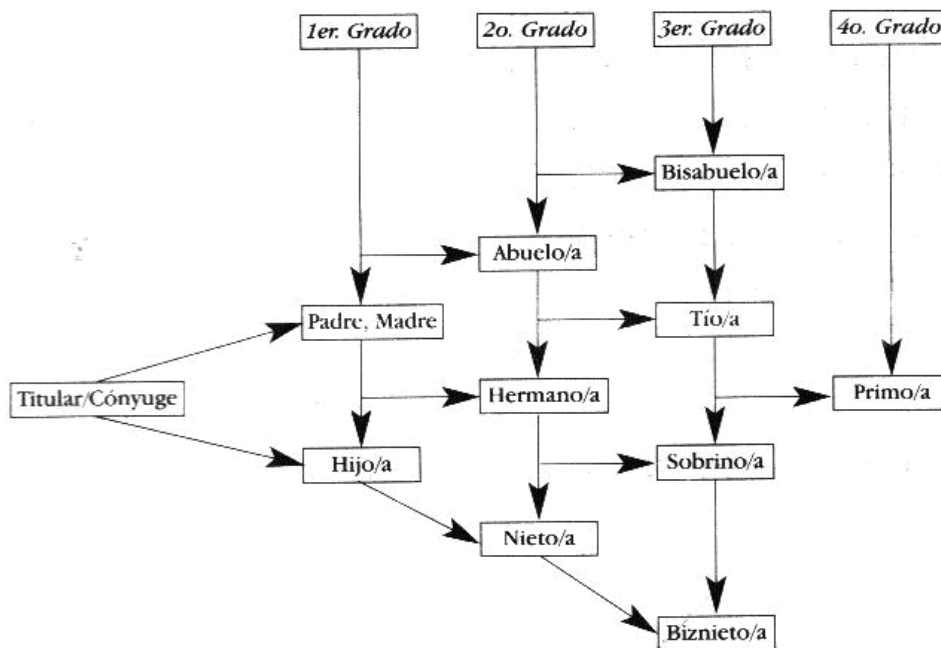 1er. Grado
2o. Grado
3er. Grado
4o. Grado
Bisabuelo/a
Abuelo/a
Padre, Madre
Tío/a
Titular/Cónyuge
Hermano/a
Primo/a
Hijo/a
Sobrino/a
Nieto/a
Biznieto/a